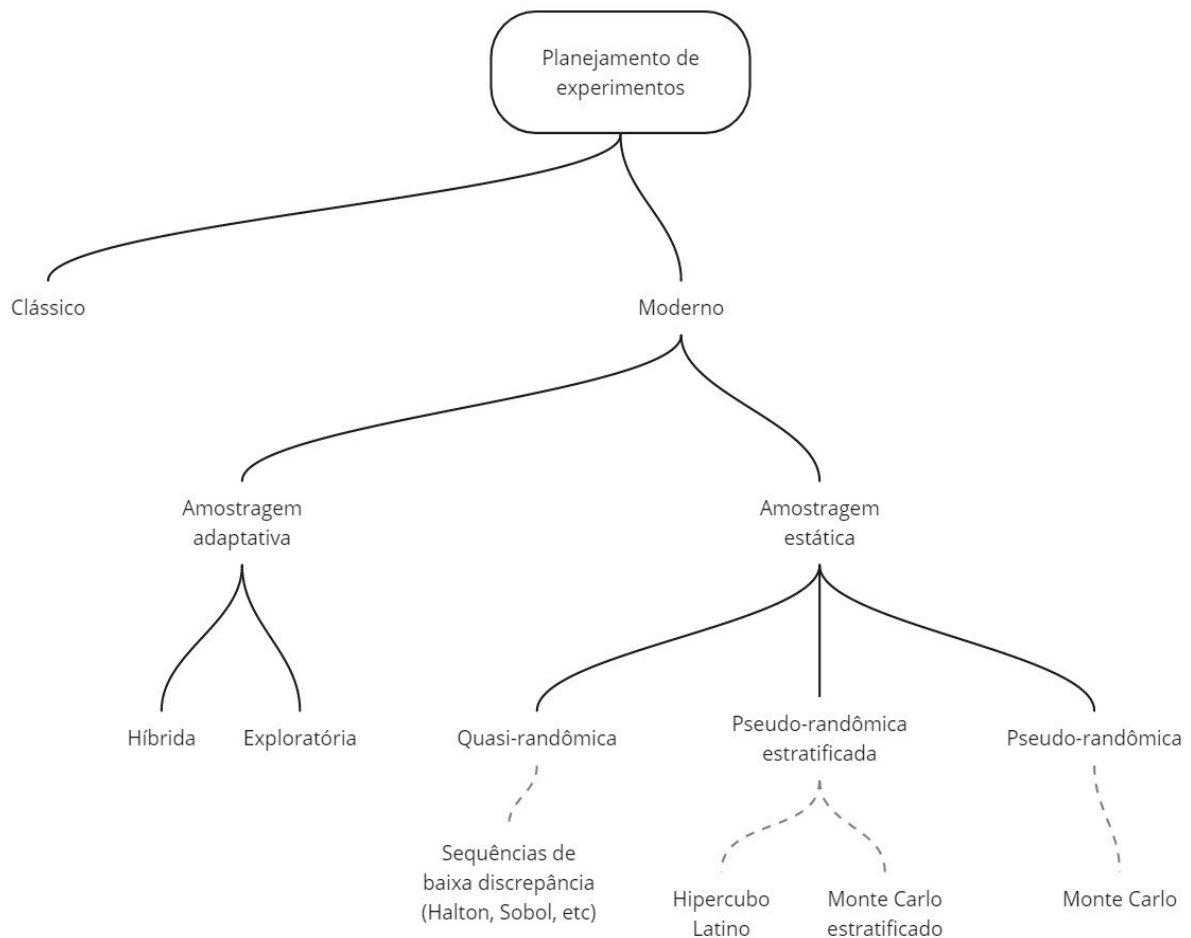 Planejamento de
experimentos
Clássico
Moderno
Amostragem
adaptativa
Amostragem
estática
Híbrida
Exploratória
Quasi-randômica
Pseudo-randômica
estratificada
Pseudo-randômica
Sequências de
baixa discrepância
(Halton, Sobol, etc)
Hipercubo
Latino
Monte Carlo
estratificado
Monte Carlo